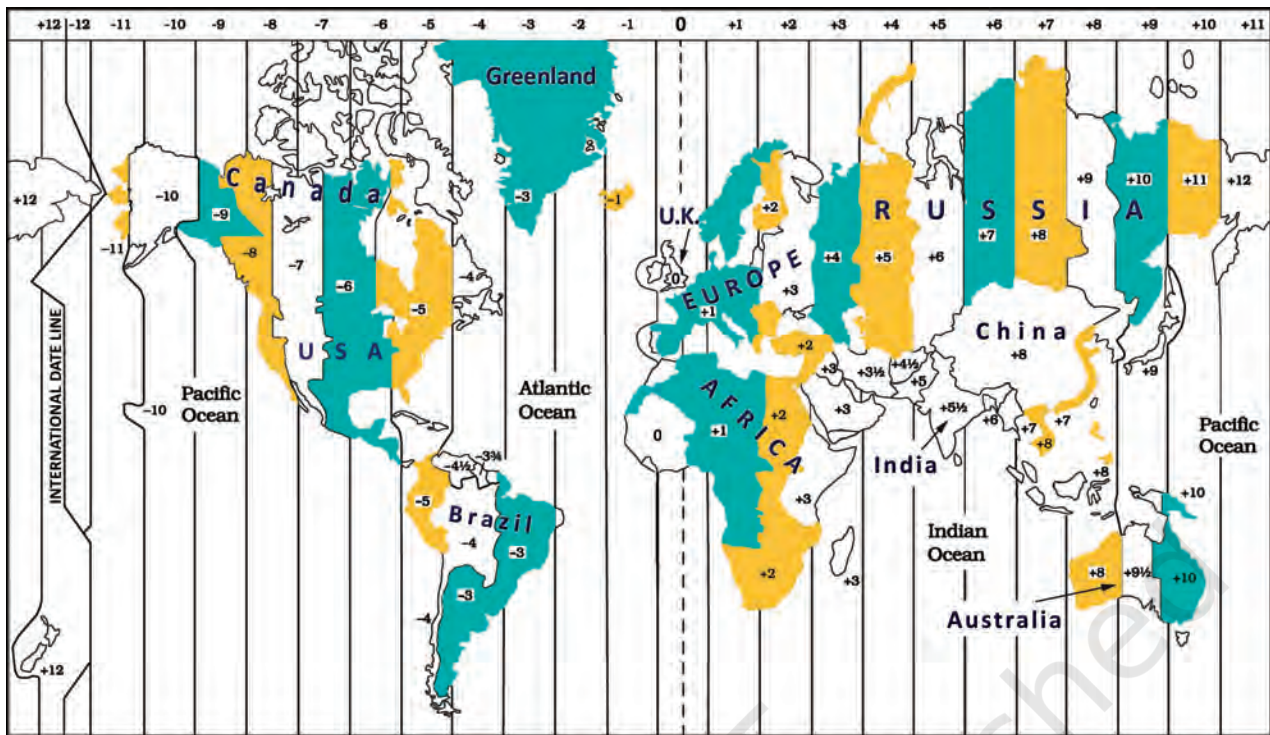 +12 -12 -11 -10 -9 -8 -7 -6 -5 -4 -3 -2 -1 0 +1 +2 +3 +4 +5 +6 +7 +8 +9 +10 +11
Greenland
Canada
RUSSIA
U.K.
EUROPE
USA
China
AFRICA
INTERNATIONAL DATE LINE
Pacific
Ocean
Atlantic
Ocean
Pacific
Ocean
India
Brazil
Indian
Ocean
Australia
+12
-11
-10
-9
-8
-7
-6
-5
-4
-3
-1
0
+1
+2
+2
+3
+4
+5
+6
+7
+8
+9
+10
+11
+12
+2
+3
+3½
+4½
+5
+8
+9
-10
0
+1
+2
+3
+5½
+6
+7
+8
+7
-4½
-3¾
-5
-4
-3
+3
+8
+10
-3
-4
+2
+3
+8
+9½
+10
+12